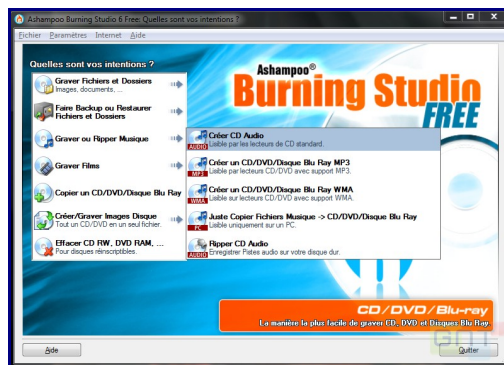 Ashampoo Burning Studio 6 Free: Quelles sont vos intentions ?
Fichier Paramètres Internet Aide
Quelles sont vos intentions ?
Ashampoo®
Burning Studio
FREE
Graver Fichiers et Dossiers
Images, documents, ...
Faire Backup ou Restaurer
Fichiers et Dossiers
Graver ou Ripper Musique
Graver Films
Copier un CD/DVD/Disque Blu Ray
Créer/Graver Images Disque
Tout un CD/DVD en un seul fichier.
Effacer CD RW, DVD RAM, ...
Pour disques réinscriptibles.
AUDIO
Créer CD Audio
Lisible par les lecteurs de CD standard.
MP3
Créer un CD/DVD/Disque Blu Ray MP3
Lisible par lecteurs CD/DVD avec support MP3.
WMA
Créer un CD/DVD/Disque Blu Ray WMA
Lisible sur lecteurs CD/DVD avec support WMA.
PC
Juste Copier Fichiers Musique -> CD/DVD/Disque Blu Ray
Lisible uniquement sur un PC.
AUDIO
Ripper CD Audio
Enregistrer Pistes audio sur votre disque dur.
CD/DVD/Blu-ray
La manière la plus facile de graver CD, DVD et Disques Blu Ray
Aide
Quitter
GNT